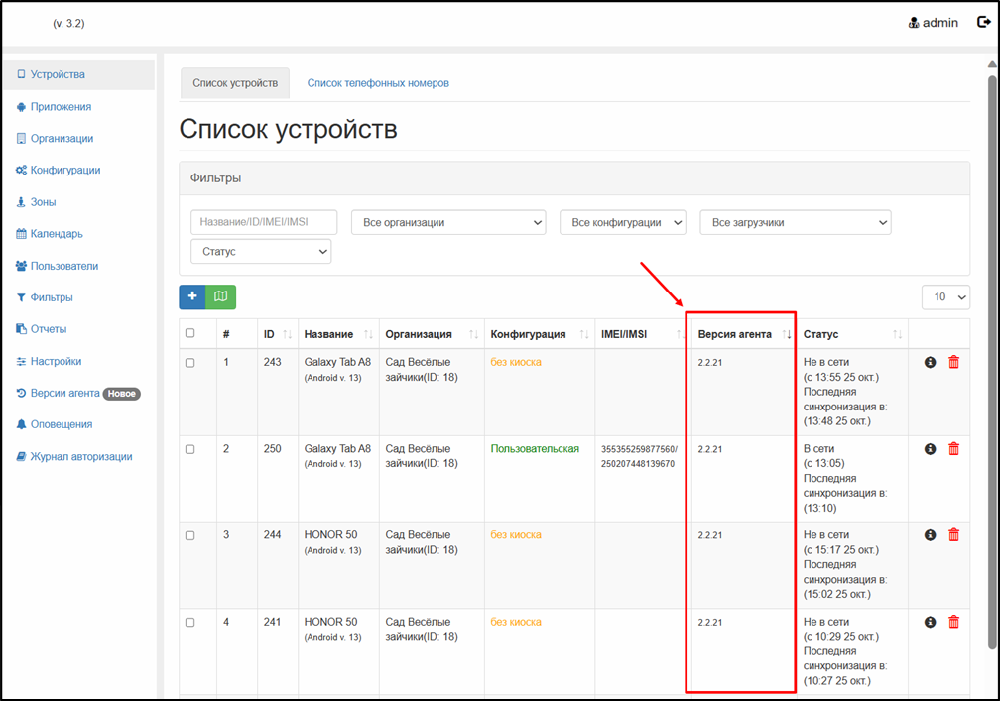 (v. 3.2)
admin
Устройства
Приложения
Организации
Конфигурации
Зоны
Календарь
Пользователи
Фильтры
Отчеты
Настройки
Версии агента Новое
Оповещения
Журнал авторизации
Список устройств
Список телефонных номеров
Список устройств
Фильтры
Название/ID/IMEI/IMSI
Все организации
Все конфигурации
Все загрузчики
Статус
+
10
# ID Название Организация Конфигурация IMEI/IMSI Версия агента Статус
1 243 Galaxy Tab A8 Сад Весёлые без киоска 2.2.21 Не в сети
(Android v. 13) зайчики(ID: 18) (с 13:55 25 окт.)
Последняя
синхронизация в:
(13:48 25 окт.)
2 250 Galaxy Tab A8 Сад Весёлые Пользовательская 355355259877560/ 2.2.21 В сети
(Android v. 13) зайчики(ID: 18) 250207448139670 (с 13:05)
Последняя
синхронизация в:
(13:10)
3 244 HONOR 50 Сад Весёлые без киоска 2.2.21 Не в сети
(Android v. 13) зайчики(ID: 18) (с 15:17 25 окт.)
Последняя
синхронизация в:
(15:02 25 окт.)
4 241 HONOR 50 Сад Весёлые без киоска 2.2.21 Не в сети
(Android v. 13) зайчики(ID: 18) (с 10:29 25 окт.)
Последняя
синхронизация в:
(10:27 25 окт.)